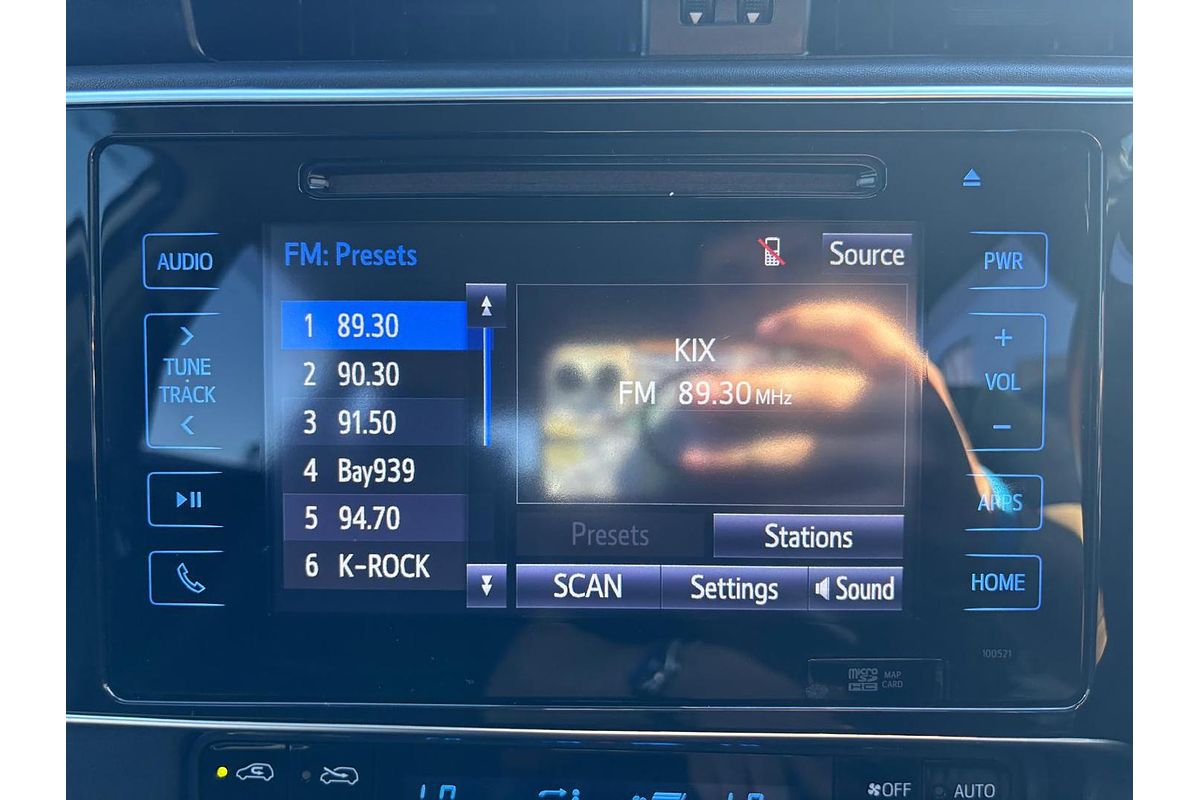 AUDIO
FM: Presets
Source
PWR
1 89.30
2 90.30
3 91.50
4 Bay939
5 94.70
6 K-ROCK
KIX
FM 89.30 MHz
TUNE
TRACK
+
VOL
-
APPS
Presets
Stations
SCAN
Settings
Sound
HOME
100521
micro SD HC
MAP
CARD
OFF
AUTO